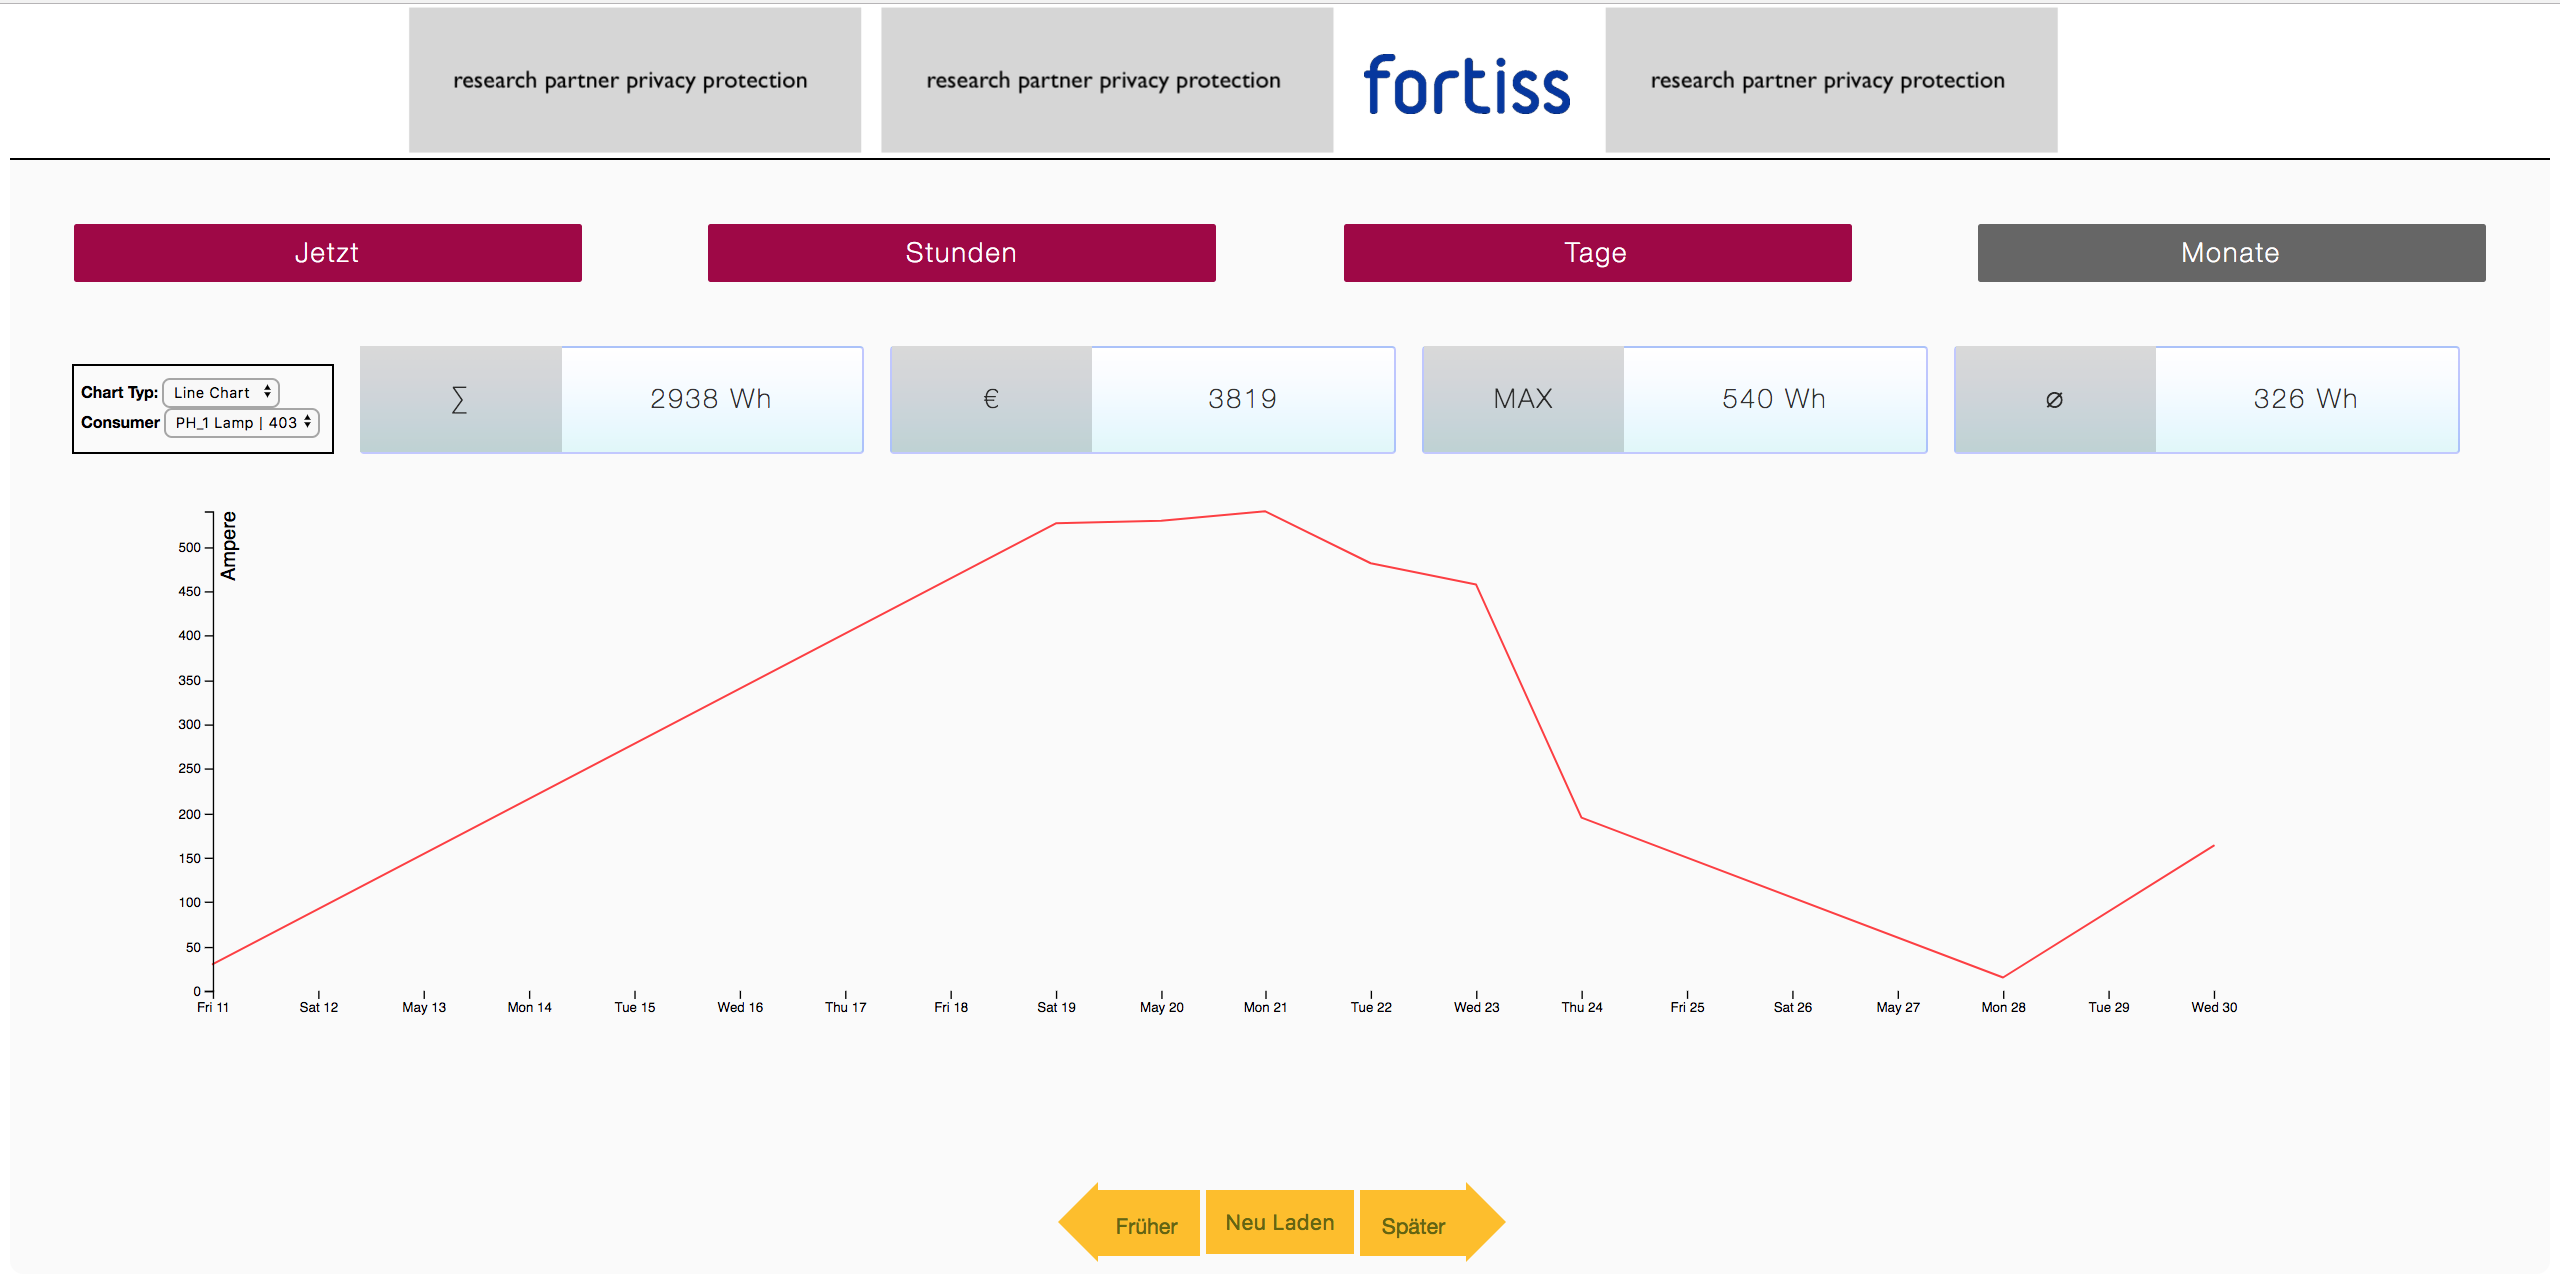 research partner privacy protection
research partner privacy protection
fortiss
research partner privacy protection
Jetzt
Stunden
Tage
Monate
Chart Typ: Line Chart
Consumer PH_1 Lamp | 403
∑ 2938 Wh
€ 3819
MAX 540 Wh
⌀ 326 Wh
Ampere
500
450
400
350
300
250
200
150
100
50
0
Fri 11 Sat 12 May 13 Mon 14 Tue 15 Wed 16 Thu 17 Fri 18 Sat 19 May 20 Mon 21 Tue 22 Wed 23 Thu 24 Fri 25 Sat 26 May 27 Mon 28 Tue 29 Wed 30
Früher
Neu Laden
Später